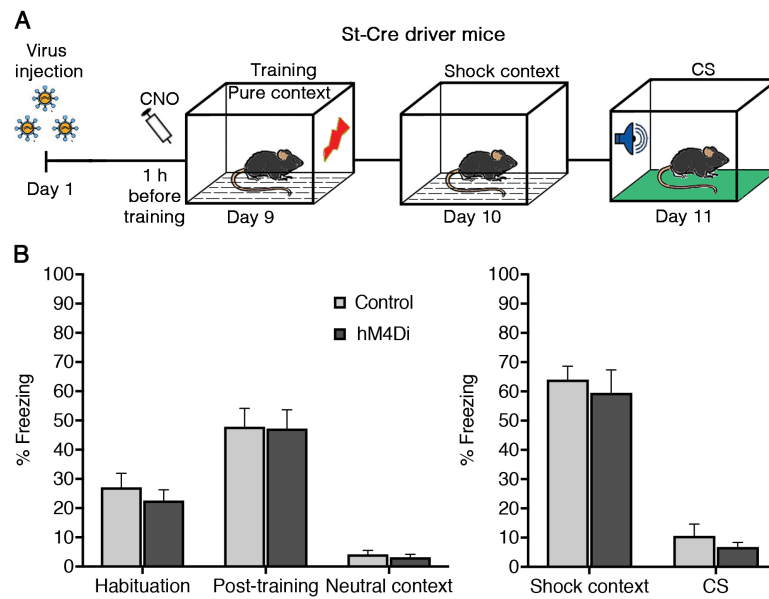 A
St-Cre driver mice
Virus
injection
CNO
Training
Pure context
Shock context
CS
Day 1
1 h
before
training
Day 9
Day 10
Day 11
B
100
90
80
70
60
50
40
30
20
10
0
% Freezing
Control
hM4Di
Habituation
Post-training
Neutral context
100
90
80
70
60
50
40
30
20
10
0
% Freezing
Shock context
CS